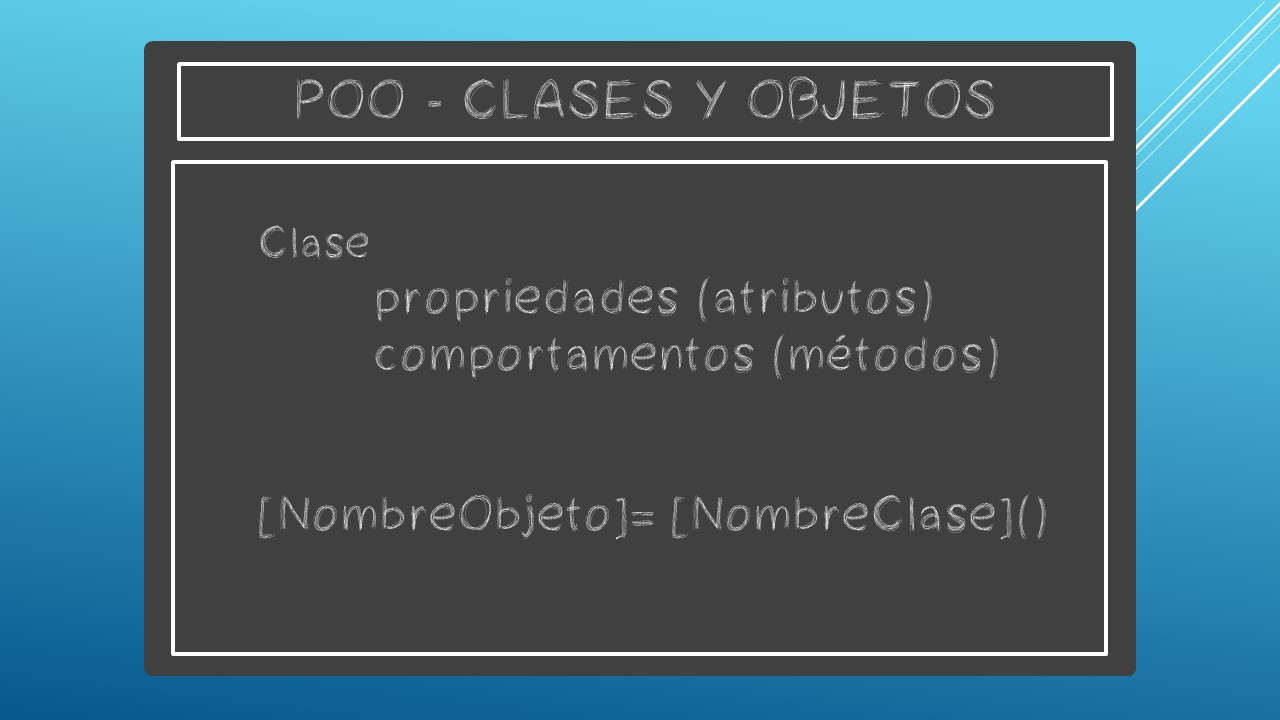 POO - CLASES Y OBJETOS
Clase
propriedades (atributos)
comportamentos (métodos)
[NombreObjeto]= [NombreClase]()